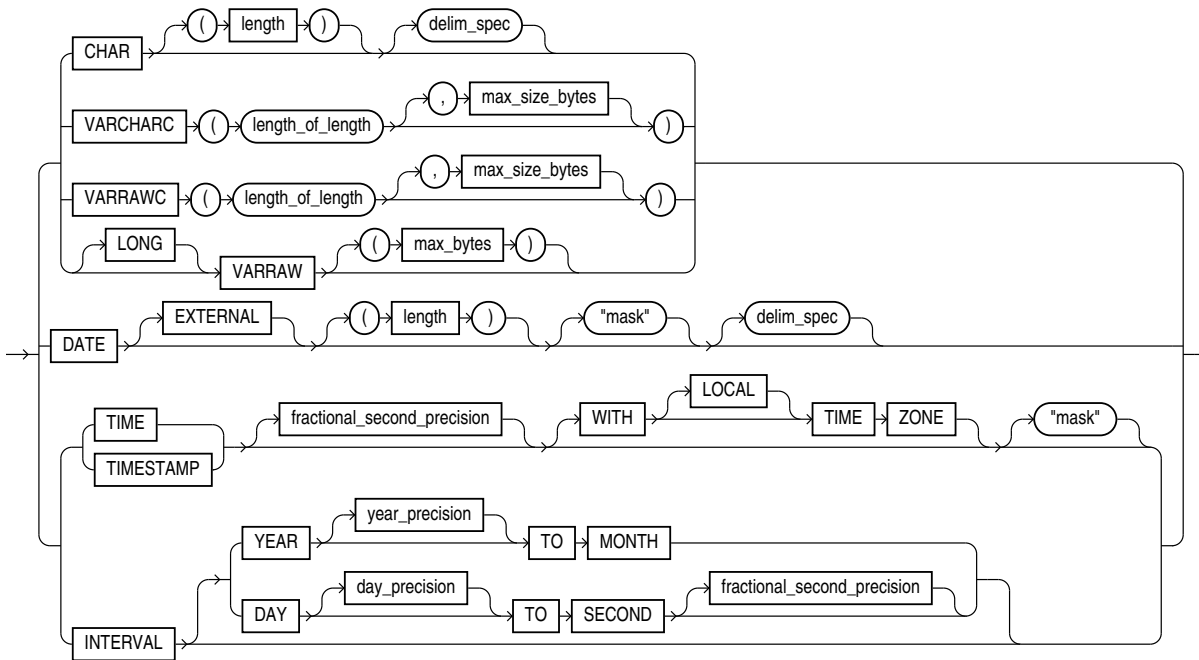 ( length ) delim_spec
CHAR
, max_size_bytes
VARCHARC ( length_of_length )
, max_size_bytes
VARRAWC ( length_of_length )
LONG ( max_bytes )
VARRAW
EXTERNAL ( length ) "mask" delim_spec
DATE
LOCAL
TIME fractional_second_precision WITH TIME ZONE "mask"
TIMESTAMP
year_precision
YEAR TO MONTH
day_precision fractional_second_precision
DAY TO SECOND
INTERVAL